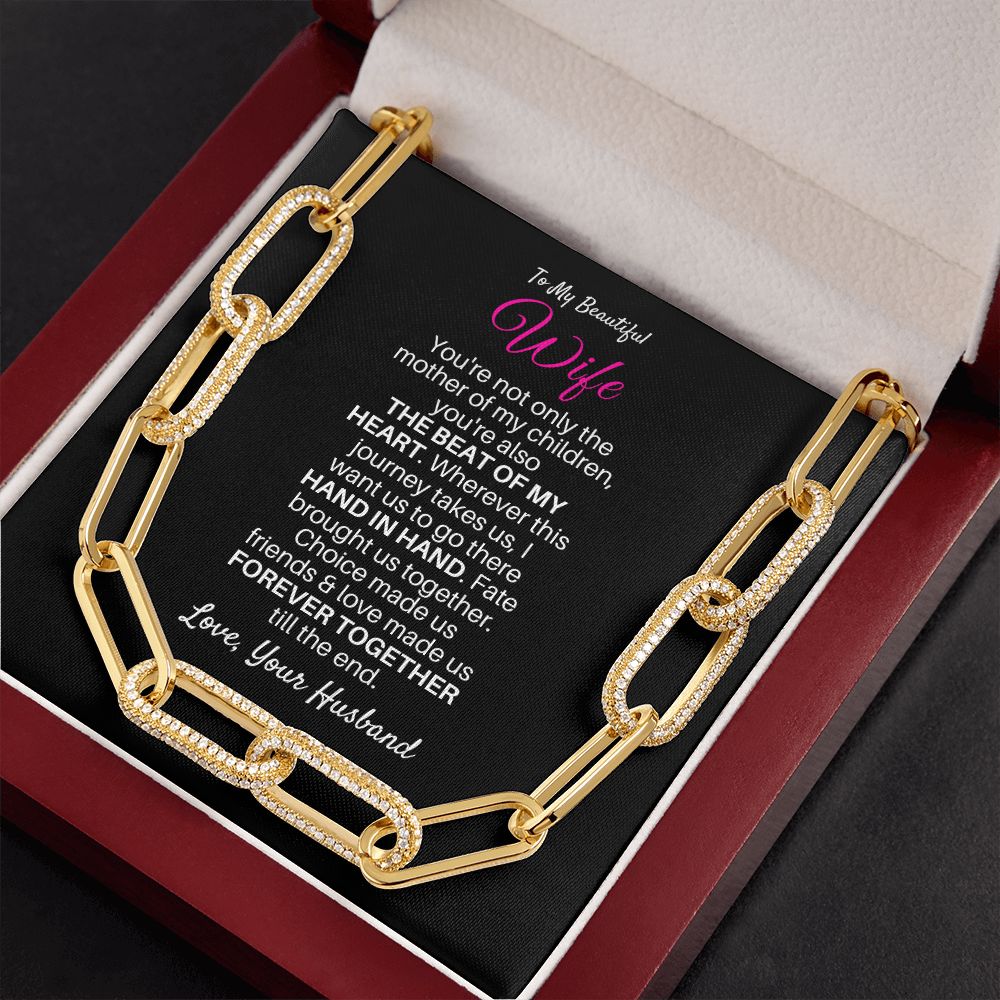 To My Beautiful
Wife
You're not only the
mother of my children,
you're also
THE BEAT OF MY
HEART. Wherever this
journey takes us, I
want us to go there
HAND IN HAND. Fate
brought us together.
Choice made us
friends & love made us
FOREVER TOGETHER
till the end.
Love, Your Husband